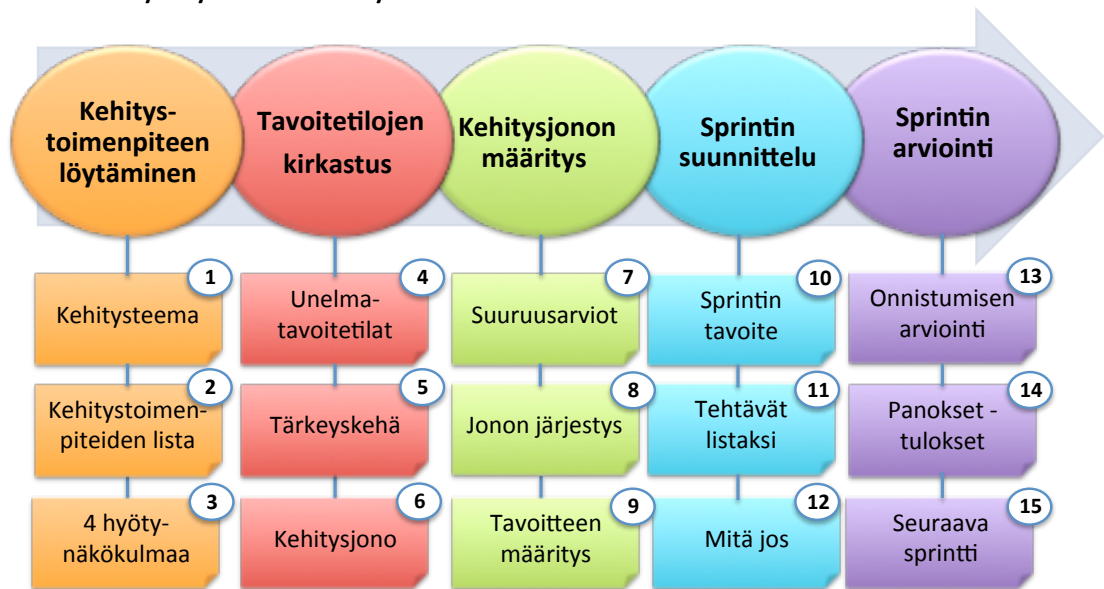 Kehitys-
toimenpiteen
löytäminen
Tavoitetilojen
kirkastus
Kehitysjonon
määritys
Sprintin
suunnittelu
Sprintin
arviointi
1
Kehitysteema
2
Kehitystoimen-
piteiden lista
3
4 hyöty-
näkökulmaa
4
Unelma-
tavoitetilat
5
Tärkeyskehä
6
Kehitysjono
7
Suuruusarviot
8
Jonon järjestys
9
Tavoitteen
määritys
10
Sprintin
tavoite
11
Tehtävät
listaksi
12
Mitä jos
13
Onnistumisen
arviointi
14
Panokset -
tulokset
15
Seuraava
sprintti